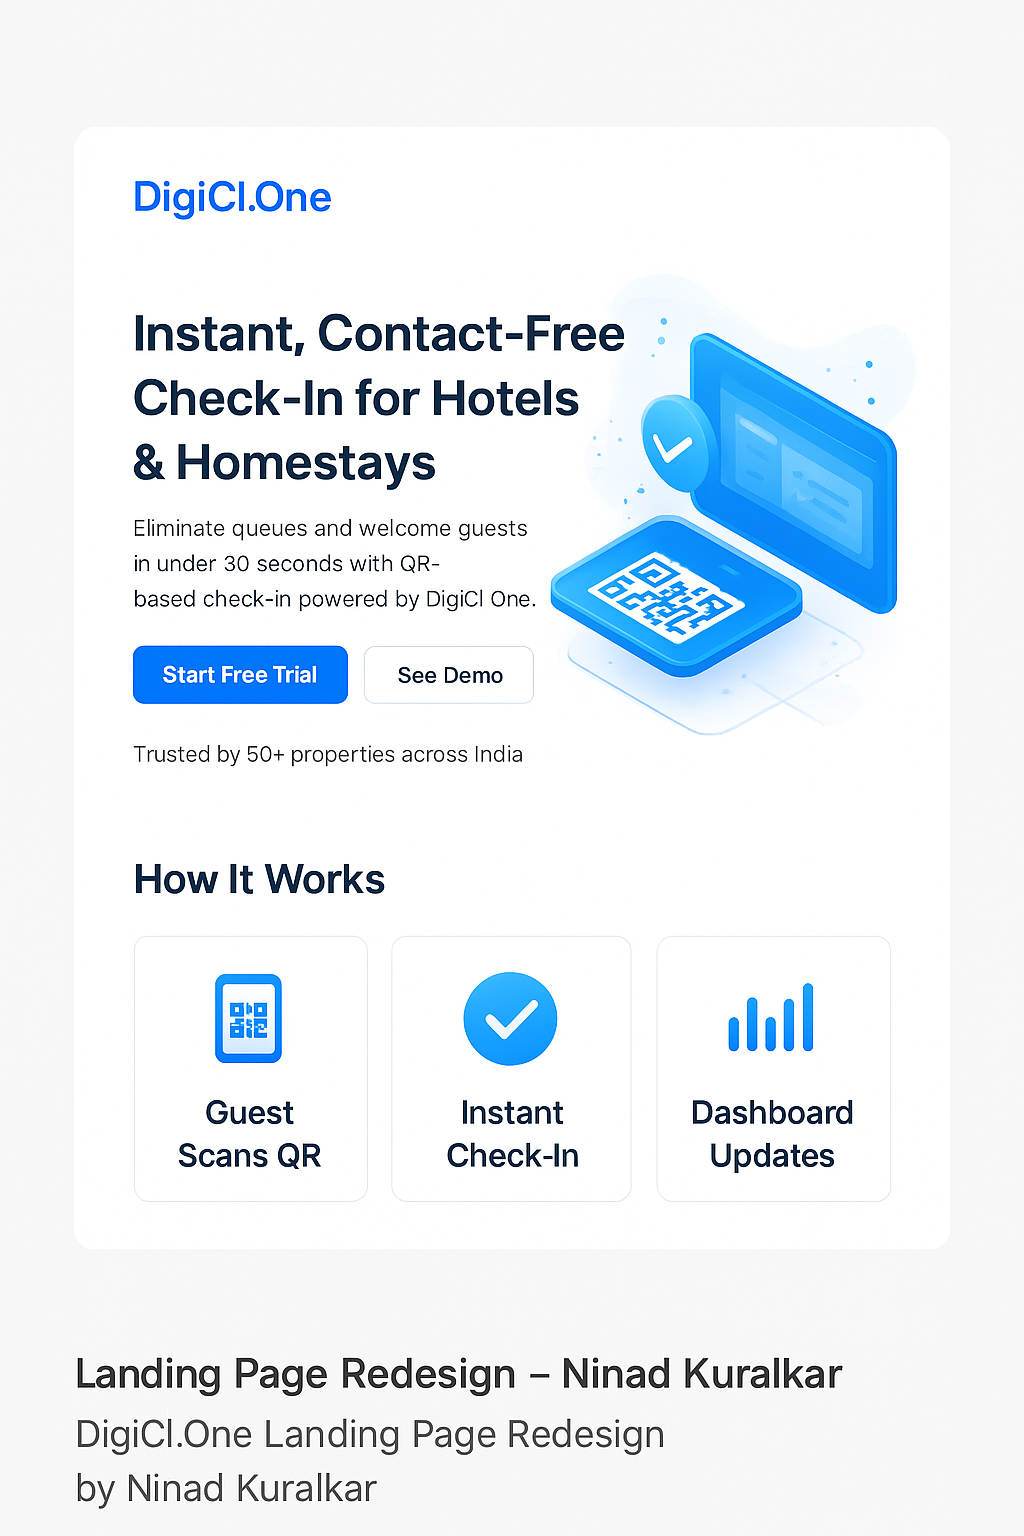 DigiCl.One
Instant, Contact-Free
Check-In for Hotels
& Homestays
Eliminate queues and welcome guests
in under 30 seconds with QR-
based check-in powered by DigiCl One.
Start Free Trial
See Demo
Trusted by 50+ properties across India
How It Works
Guest
Scans QR
Instant
Check-In
Dashboard
Updates
Landing Page Redesign – Ninad Kuralkar
DigiCl.One Landing Page Redesign
by Ninad Kuralkar